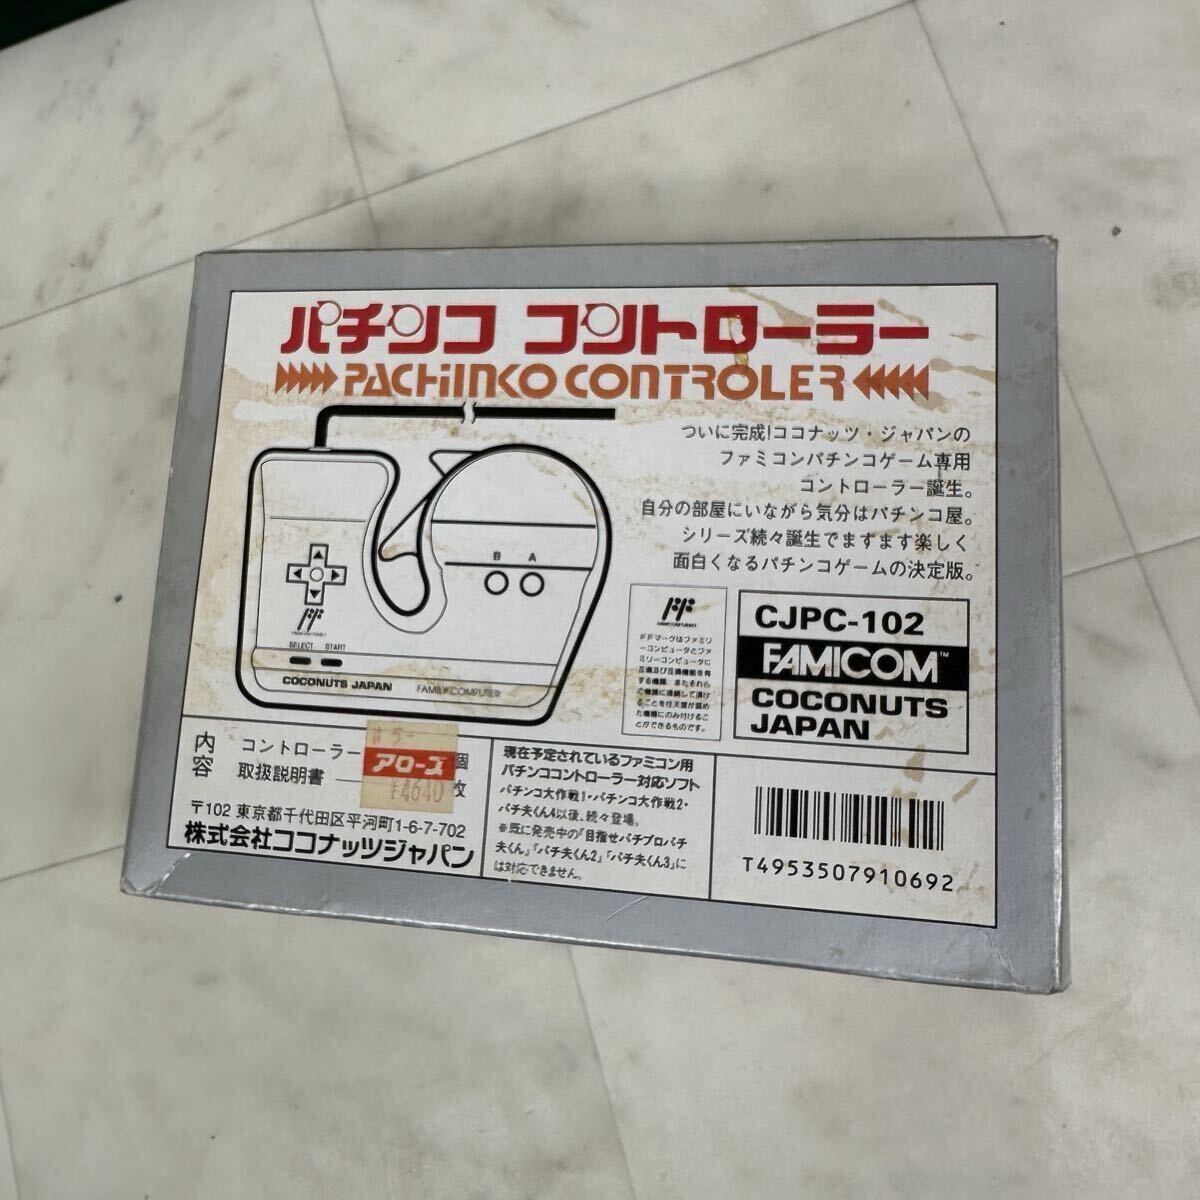 パチンコ コントローラー
PACHiINKO CONTROLER
ついに完成!ココナッツ・ジャパンの
ファミコンパチンコゲーム専用
コントローラー誕生。
自分の部屋にいながら気分はパチンコ屋。
シリーズ続々誕生でますます楽しく
面白くなるパチンコゲームの決定版。
B A
SELECT START
COCONUTS JAPAN
FAMILY COMPUTER
CJPC-102
FAMICOM™
COCONUTS
JAPAN
内容
コントローラー
個
取扱説明書
枚
アローズ
¥4640
〒102 東京都千代田区平河町1-6-7-702
株式会社ココナッツジャパン
現在予定されているファミコン用
パチンココントローラー対応ソフト
パチンコ大作戦1・パチンコ大作戦2・
パチ夫くん4以後、続々登場。
※既に発売中の「目指せパチプロパチ
夫くん」「パチ夫くん2」「パチ夫くん3」に
は対応できません。
T4953507910692